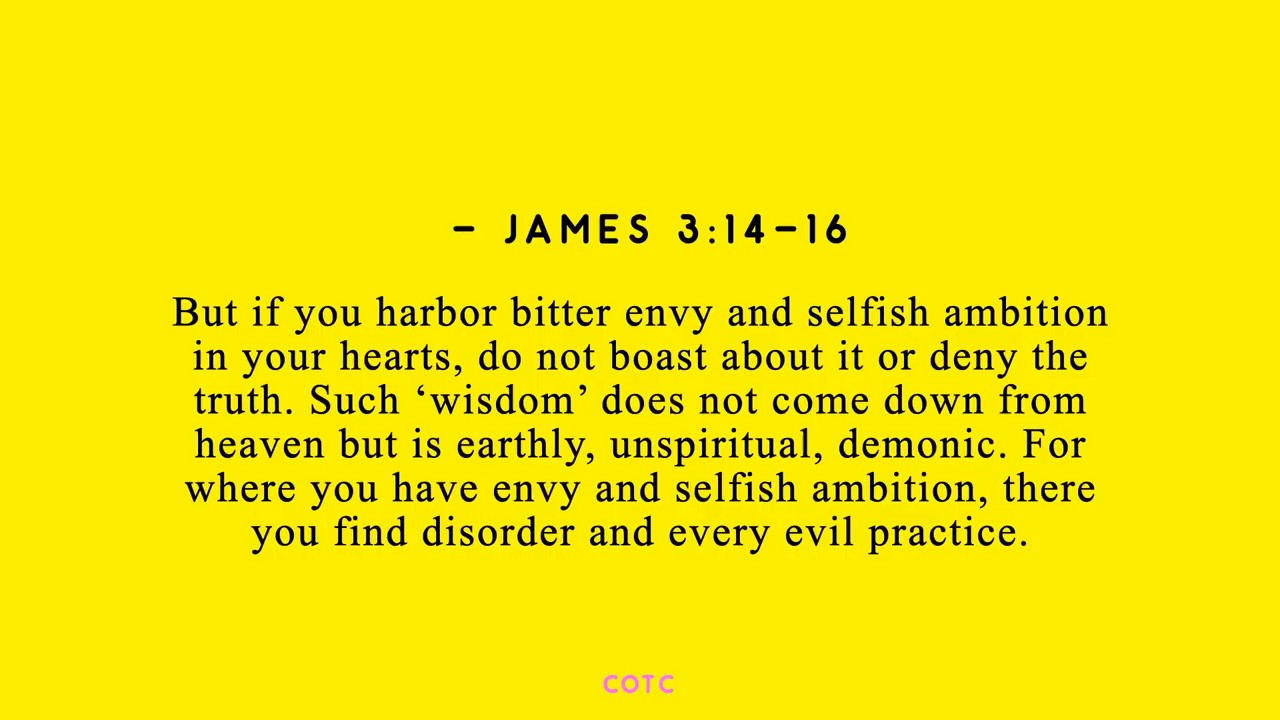 – JAMES 3:14–16
But if you harbor bitter envy and selfish ambition
in your hearts, do not boast about it or deny the
truth. Such ‘wisdom’ does not come down from
heaven but is earthly, unspiritual, demonic. For
where you have envy and selfish ambition, there
you find disorder and every evil practice.
COTC